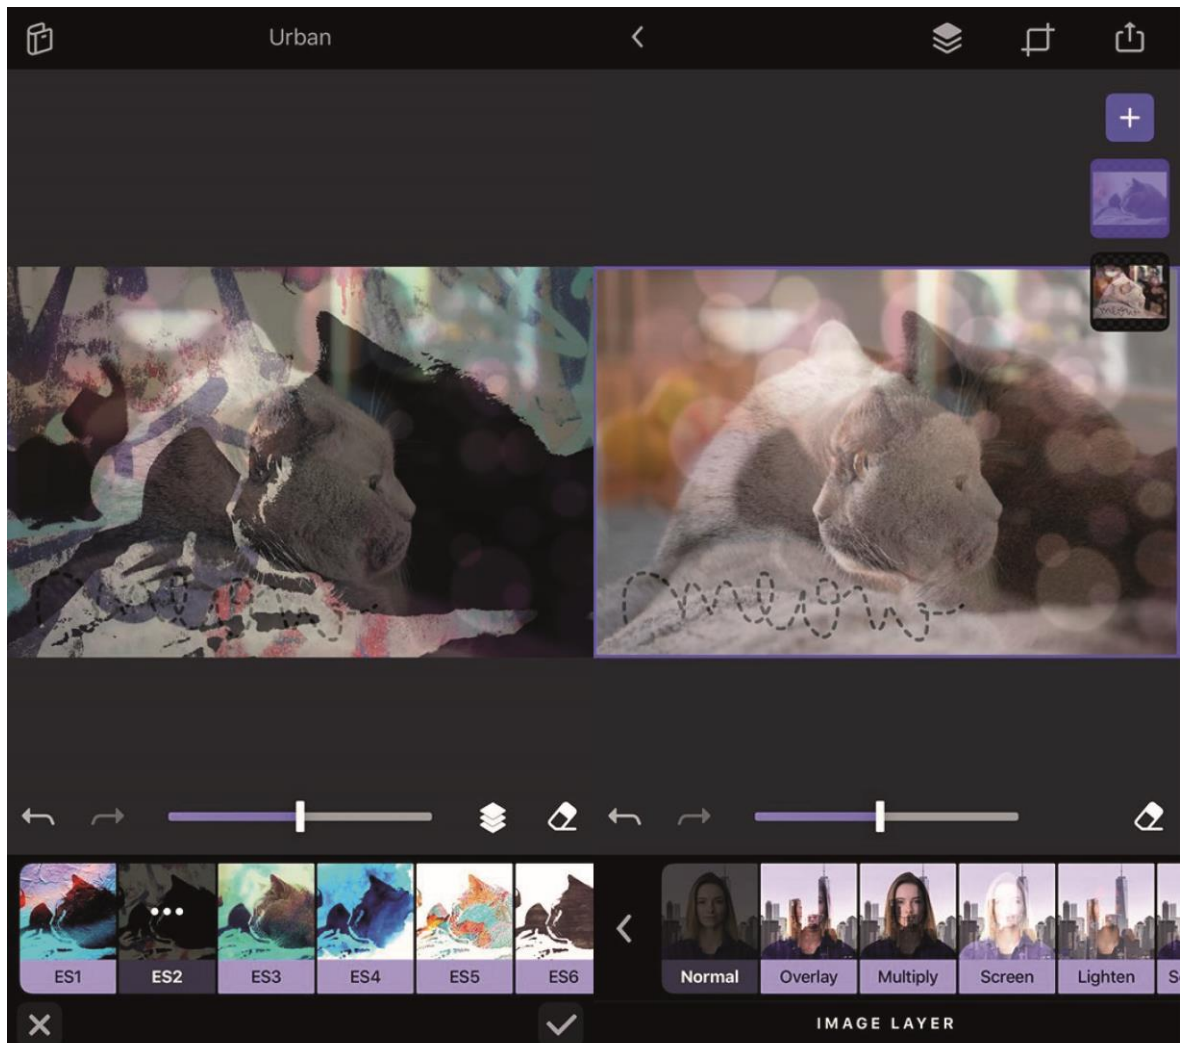 Urban
ES1 ES2 ES3 ES4 ES5 ES6
Normal Overlay Multiply Screen Lighten
IMAGE LAYER